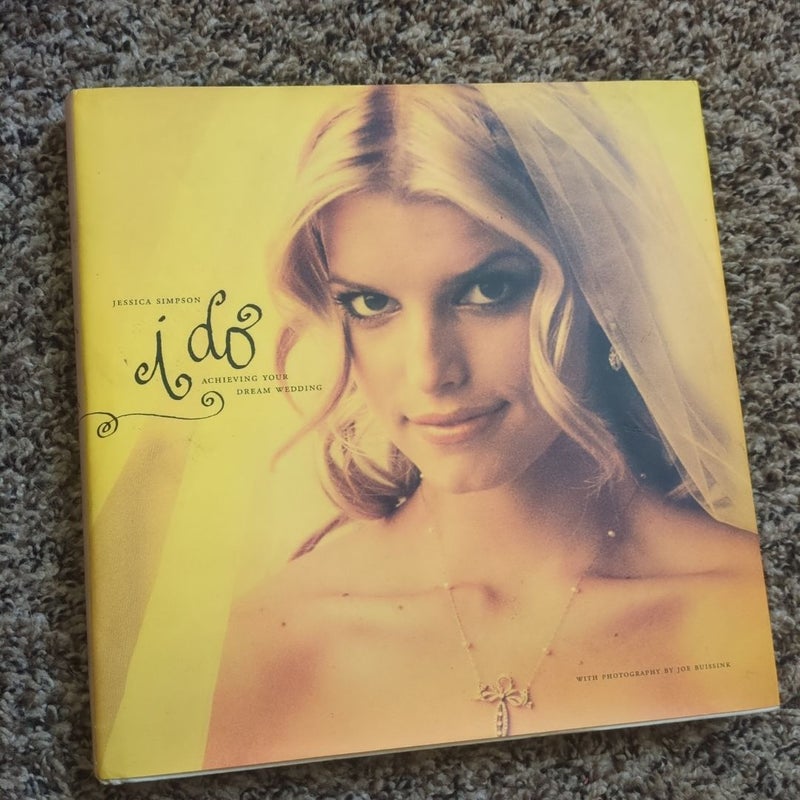 JESSICA SIMPSON
i do
ACHIEVING YOUR
DREAM WEDDING
WITH PHOTOGRAPHY BY JOE BUISSINK